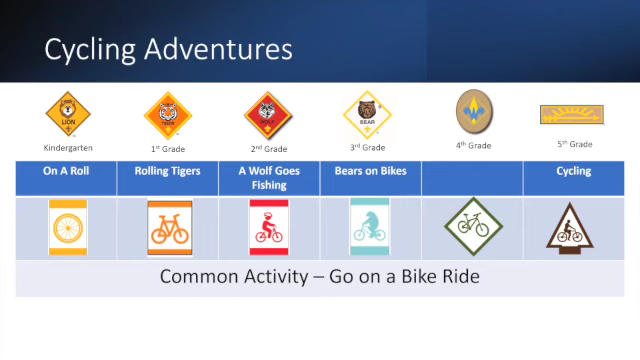 Cycling Adventures
LION
TIGER
WOLF
BEAR
Kindergarten
1st Grade
2nd Grade
3rd Grade
4th Grade
5th Grade
On A Roll
Rolling Tigers
A Wolf Goes
Fishing
Bears on Bikes
Cycling
Common Activity – Go on a Bike Ride